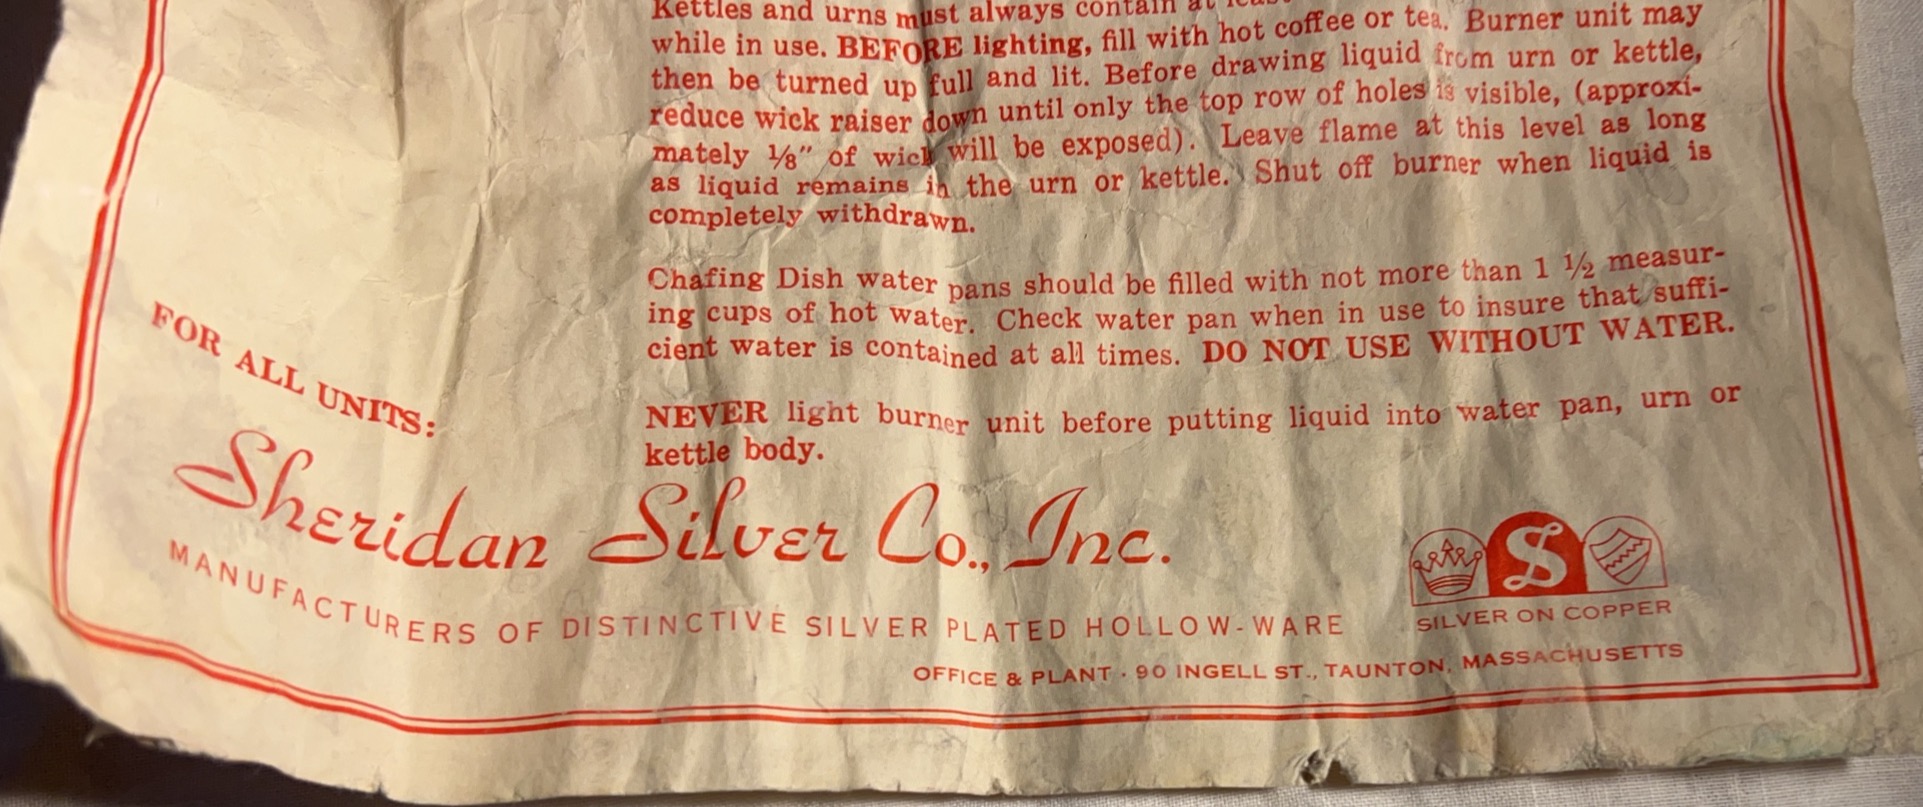 Kettles and urns must always contain at least
while in use. BEFORE lighting, fill with hot coffee or tea. Burner unit may
then be turned up full and lit. Before drawing liquid from urn or kettle,
reduce wick raiser down until only the top row of holes is visible, (approxi-
mately ⅛" of wick will be exposed). Leave flame at this level as long
as liquid remains in the urn or kettle. Shut off burner when liquid is
completely withdrawn.
Chafing Dish water pans should be filled with not more than 1 ½ measur-
ing cups of hot water. Check water pan when in use to insure that suffi-
cient water is contained at all times. DO NOT USE WITHOUT WATER.
FOR ALL UNITS:
NEVER light burner unit before putting liquid into water pan, urn or
kettle body.
Sheridan Silver Co., Inc.
MANUFACTURERS OF DISTINCTIVE SILVER PLATED HOLLOW-WARE
S
SILVER ON COPPER
OFFICE & PLANT · 90 INGELL ST., TAUNTON, MASSACHUSETTS